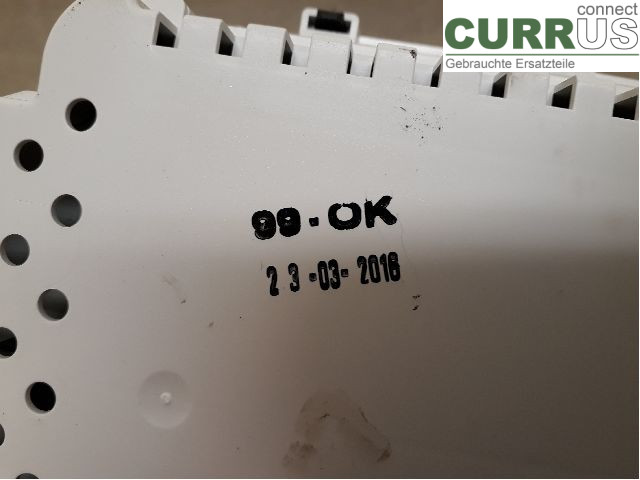 connect
CURRUS
Gebrauchte Ersatzteile
99-OK
23-03-2016